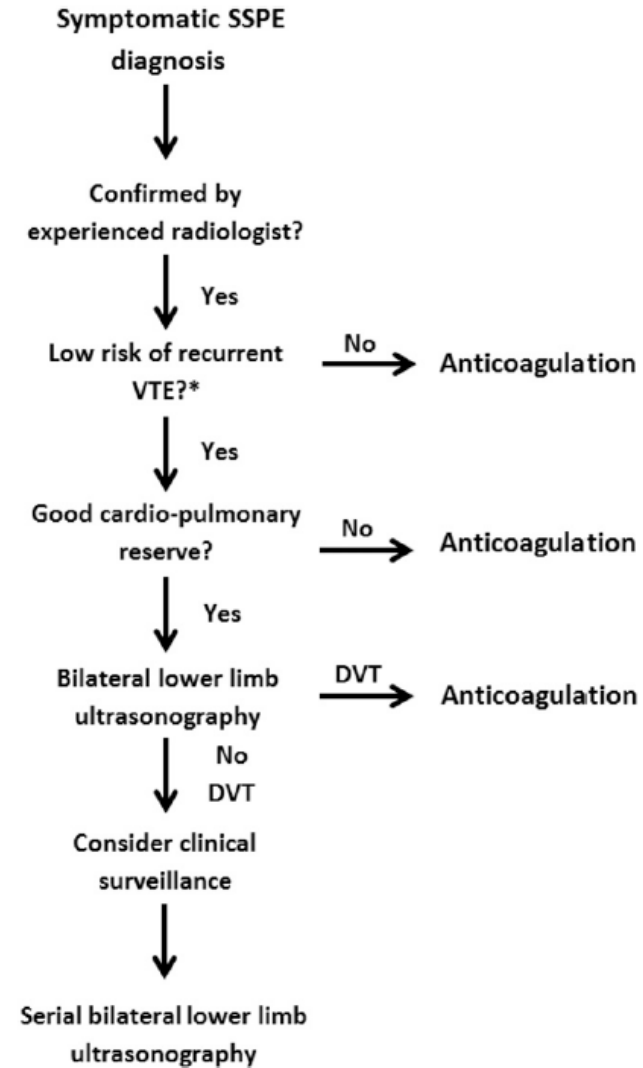 Symptomatic SSPE
diagnosis
Confirmed by
experienced radiologist?
Yes
Low risk of recurrent
VTE?*
No
Anticoagulation
Yes
Good cardio-pulmonary
reserve?
No
Anticoagulation
Yes
Bilateral lower limb
ultrasonography
DVT
Anticoagulation
No
DVT
Consider clinical
surveillance
Serial bilateral lower limb
ultrasonography